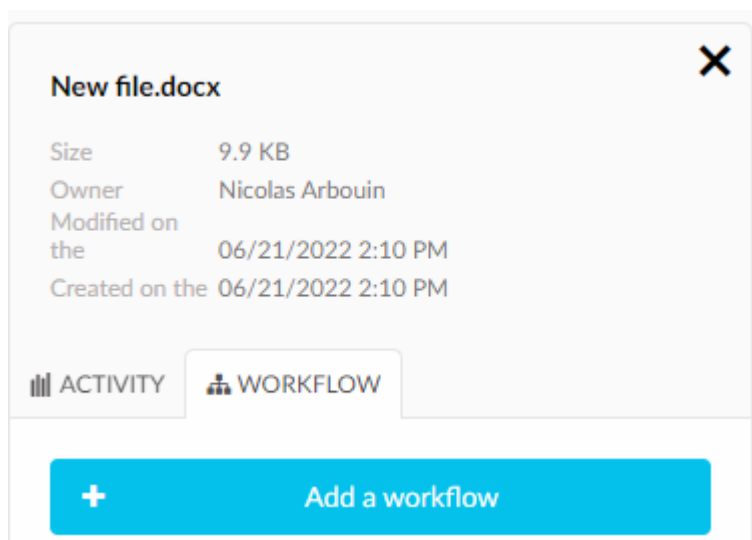 New file.docx
Size 9.9 KB
Owner Nicolas Arbouin
Modified on
the 06/21/2022 2:10 PM
Created on the 06/21/2022 2:10 PM
ACTIVITY WORKFLOW
Add a workflow